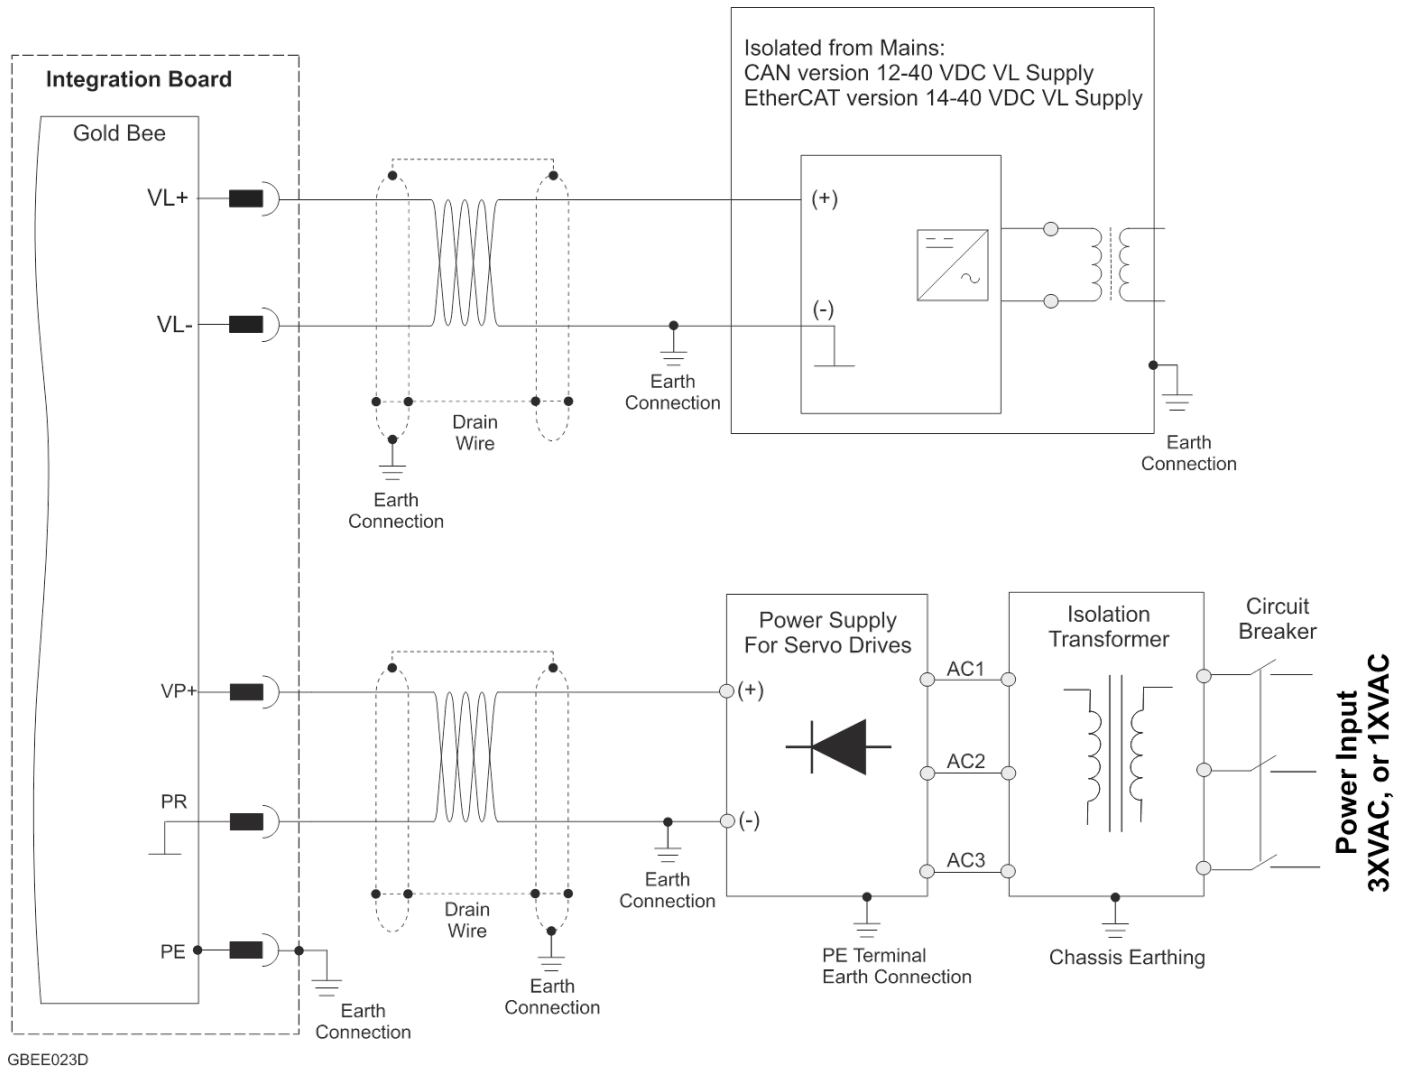 Isolated from Mains:
CAN version 12-40 VDC VL Supply
EtherCAT version 14-40 VDC VL Supply
Integration Board
Gold Bee
VL+
(+)
VL-
(-)
Earth
Connection
Drain
Wire
Earth
Connection
Earth
Connection
Power Supply
For Servo Drives
Isolation
Transformer
Circuit
Breaker
VP+
(+)
AC1
AC2
PR
(-)
AC3
Power Input
3XVAC, or 1XVAC
Earth
Connection
Drain
Wire
PE
PE Terminal
Earth Connection
Chassis Earthing
Earth
Connection
Earth
Connection
GBEE023D